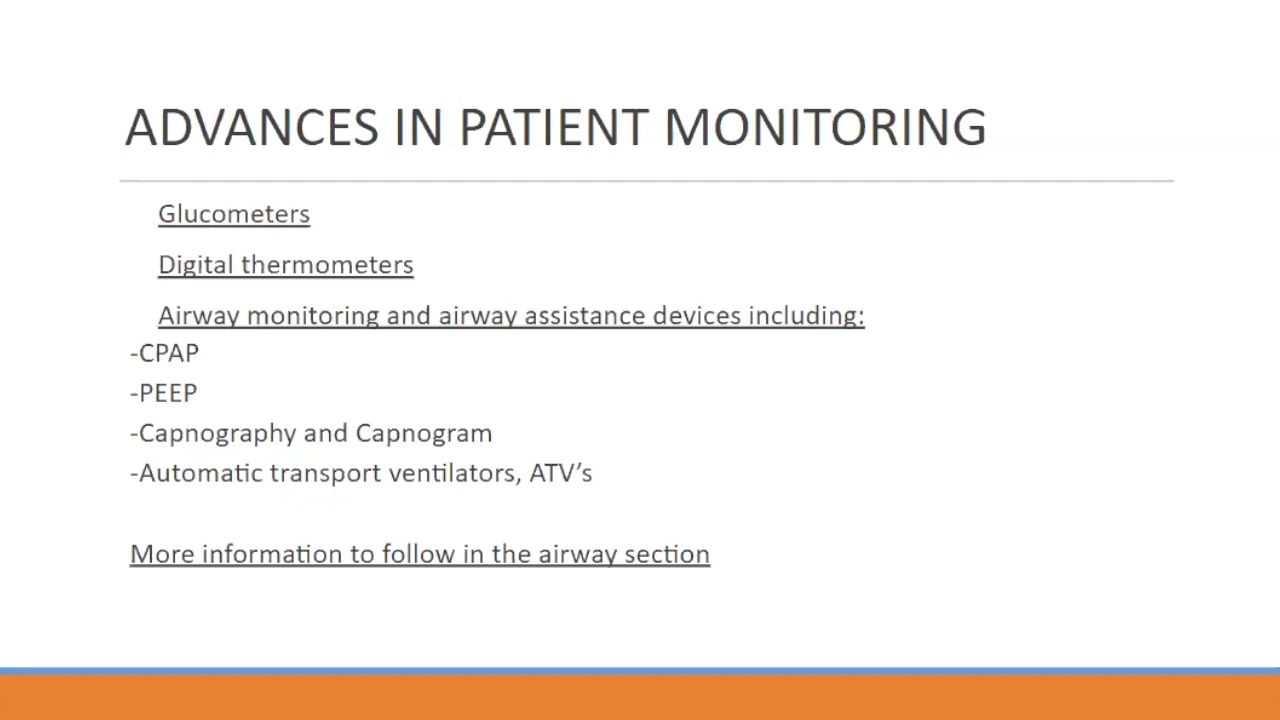 ADVANCES IN PATIENT MONITORING
Glucometers
Digital thermometers
Airway monitoring and airway assistance devices including:
-CPAP
-PEEP
-Capnography and Capnogram
-Automatic transport ventilators, ATV’s
More information to follow in the airway section